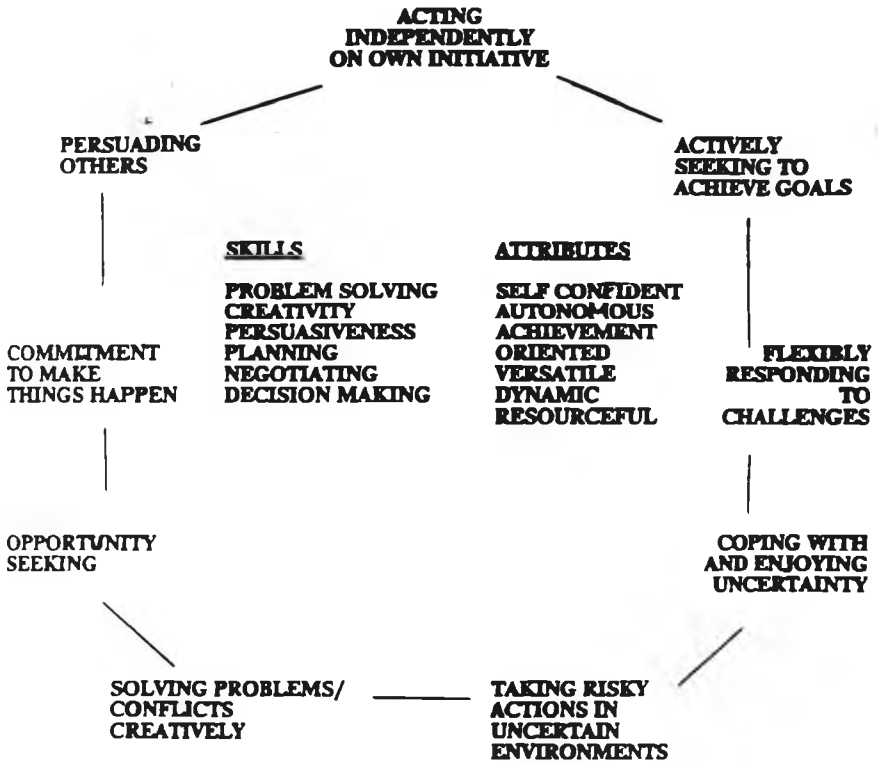 ACTING
INDEPENDENTLY
ON OWN INITIATIVE
PERSUADING
OTHERS
ACTIVELY
SEEKING TO
ACHIEVE GOALS
SKILLS
PROBLEM SOLVING
CREATIVITY
PERSUASIVENESS
PLANNING
NEGOTIATING
DECISION MAKING
ATTRIBUTES
SELF CONFIDENT
AUTONOMOUS
ACHIEVEMENT
ORIENTED
VERSATILE
DYNAMIC
RESOURCEFUL
COMMITMENT
TO MAKE
THINGS HAPPEN
FLEXIBLY
RESPONDING
TO
CHALLENGES
OPPORTUNITY
SEEKING
COPING WITH
AND ENJOYING
UNCERTAINTY
SOLVING PROBLEMS/
CONFLICTS
CREATIVELY
TAKING RISKY
ACTIONS IN
UNCERTAIN
ENVIRONMENTS